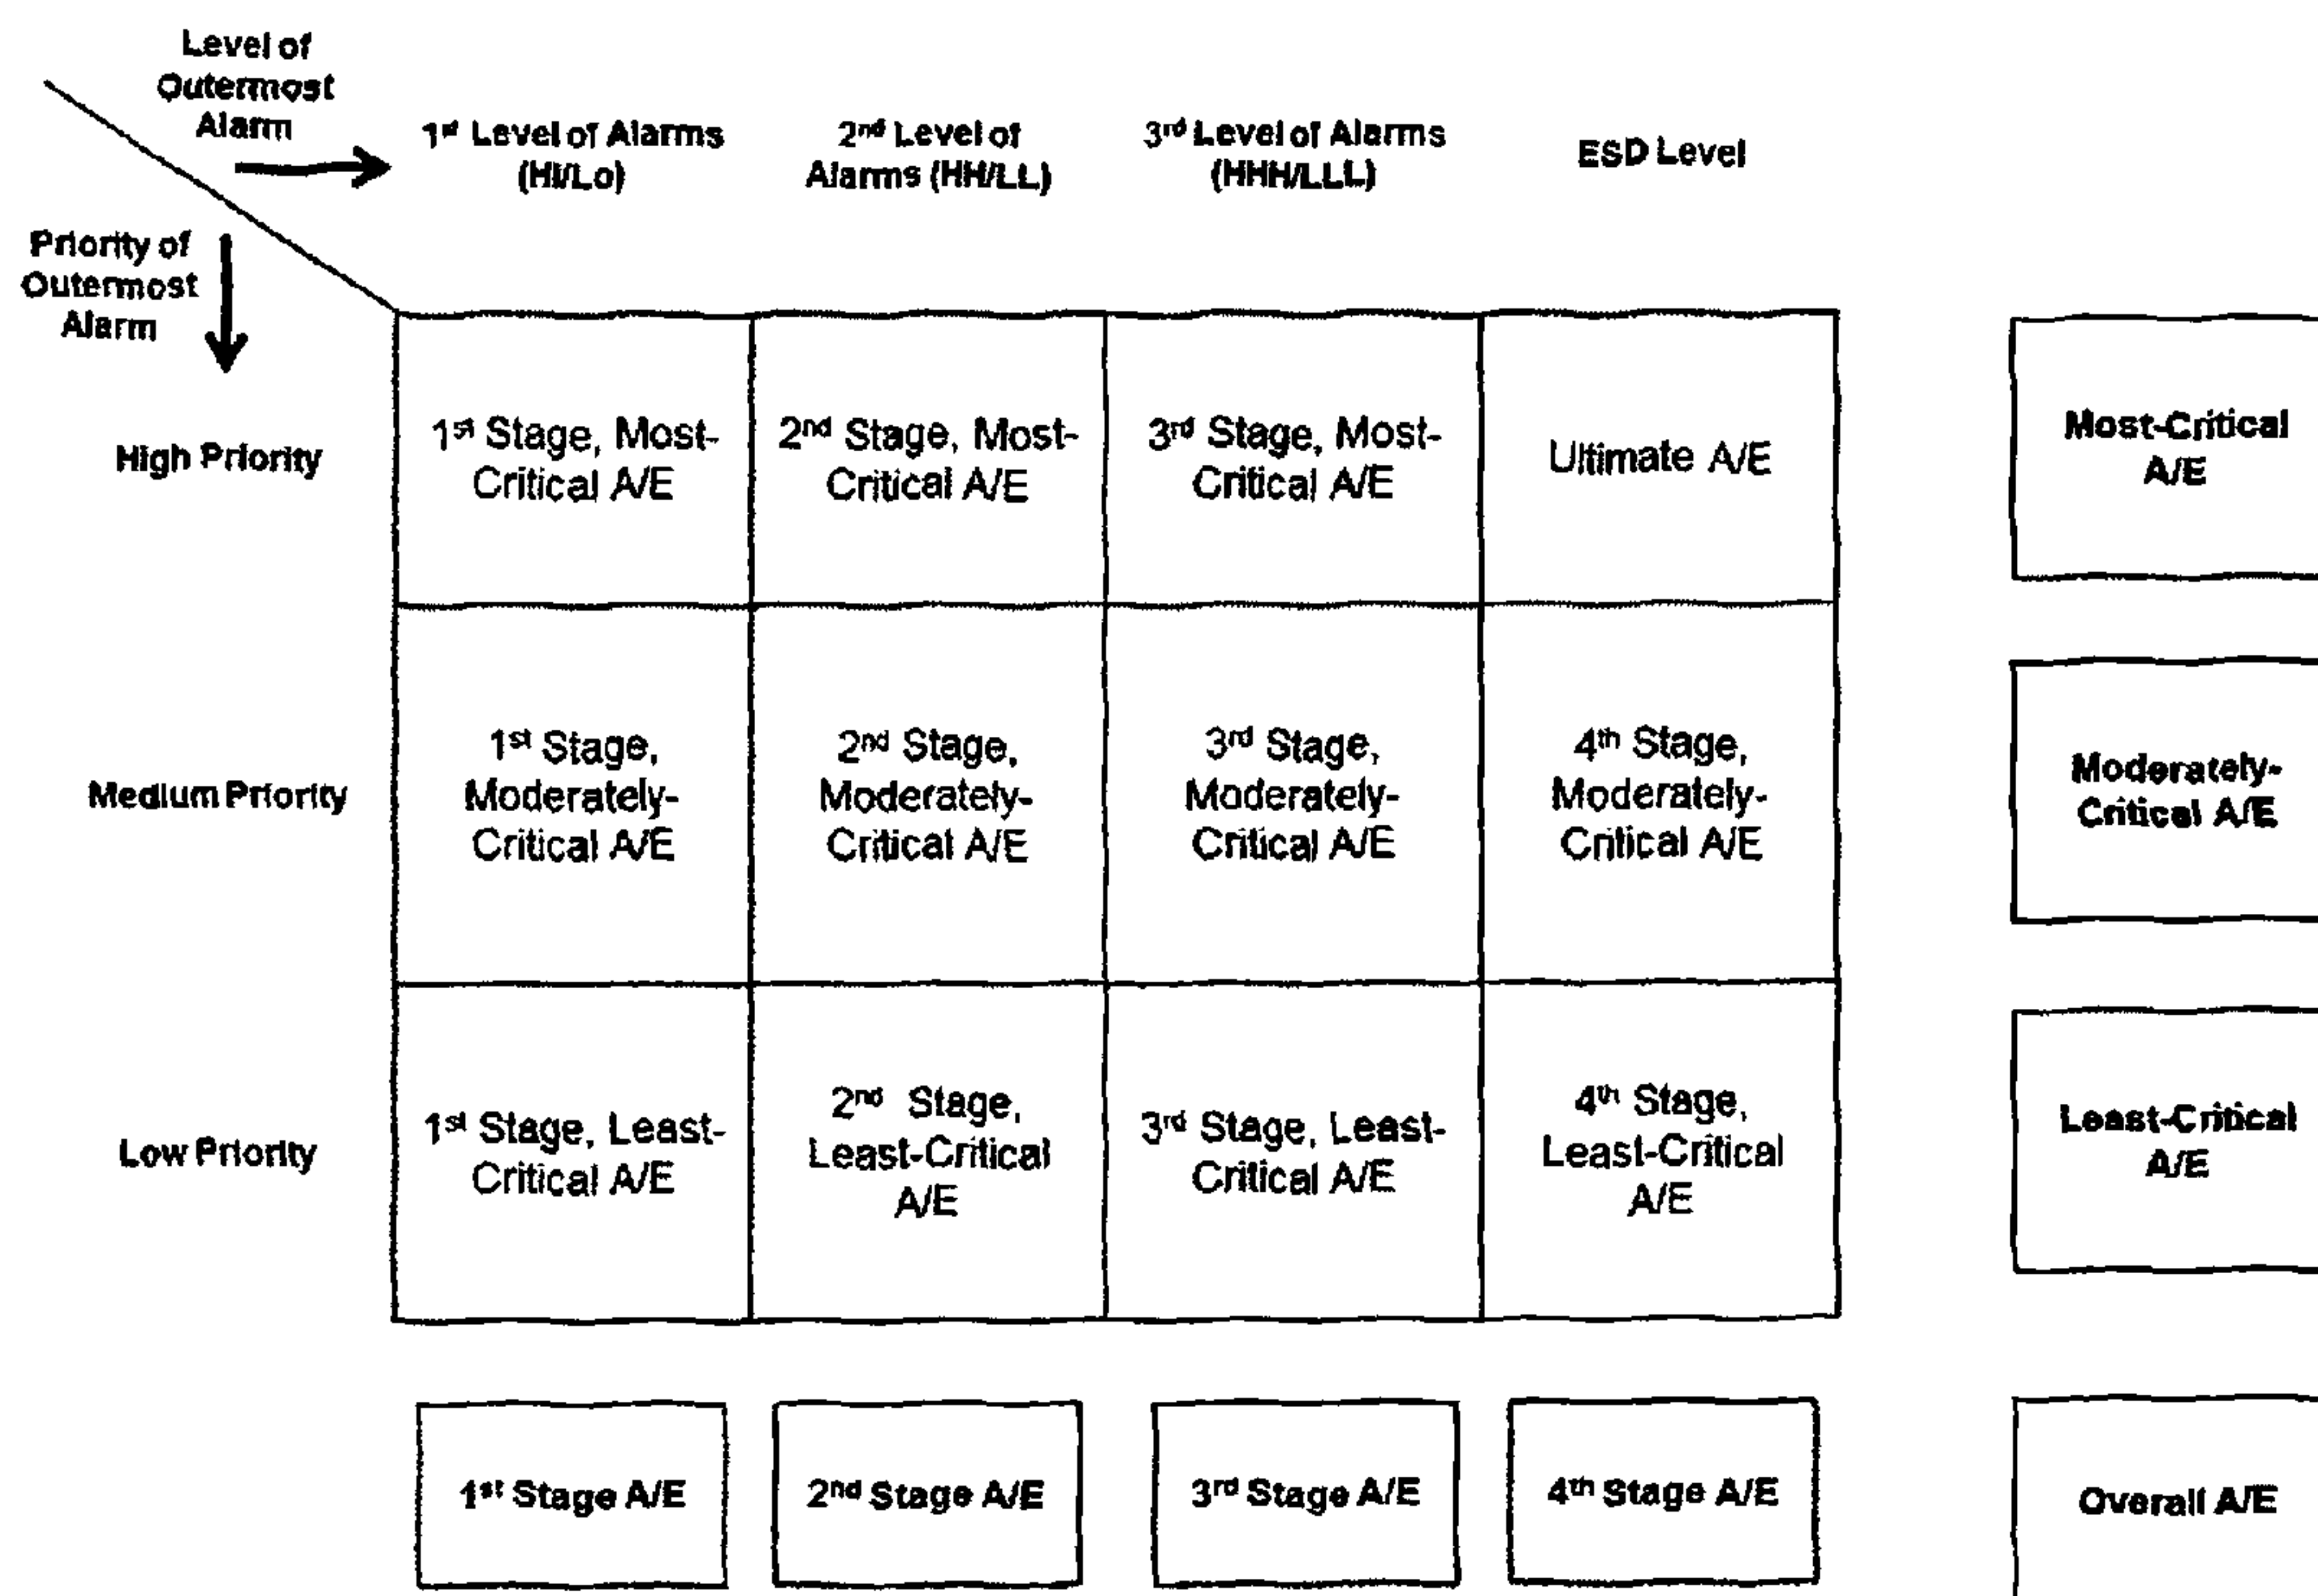 Level of
Outermost
Alarm
1st Level of Alarms
(Hi/Lo)
2nd Level of
Alarms (HH/LL)
3rd Level of Alarms
(HHH/LLL)
ESD Level
Priority of
Outermost
Alarm
High Priority
1st Stage, Most-
Critical A/E
2nd Stage, Most-
Critical A/E
3rd Stage, Most-
Critical A/E
Ultimate A/E
Most-Critical
A/E
Medium Priority
1st Stage,
Moderately-
Critical A/E
2nd Stage,
Moderately-
Critical A/E
3rd Stage,
Moderately-
Critical A/E
4th Stage,
Moderately-
Critical A/E
Moderately-
Critical A/E
Low Priority
1st Stage, Least-
Critical A/E
2nd Stage,
Least-Critical
A/E
3rd Stage, Least-
Critical A/E
4th Stage,
Least-Critical
A/E
Least-Critical
A/E
1st Stage A/E
2nd Stage A/E
3rd Stage A/E
4th Stage A/E
Overall A/E